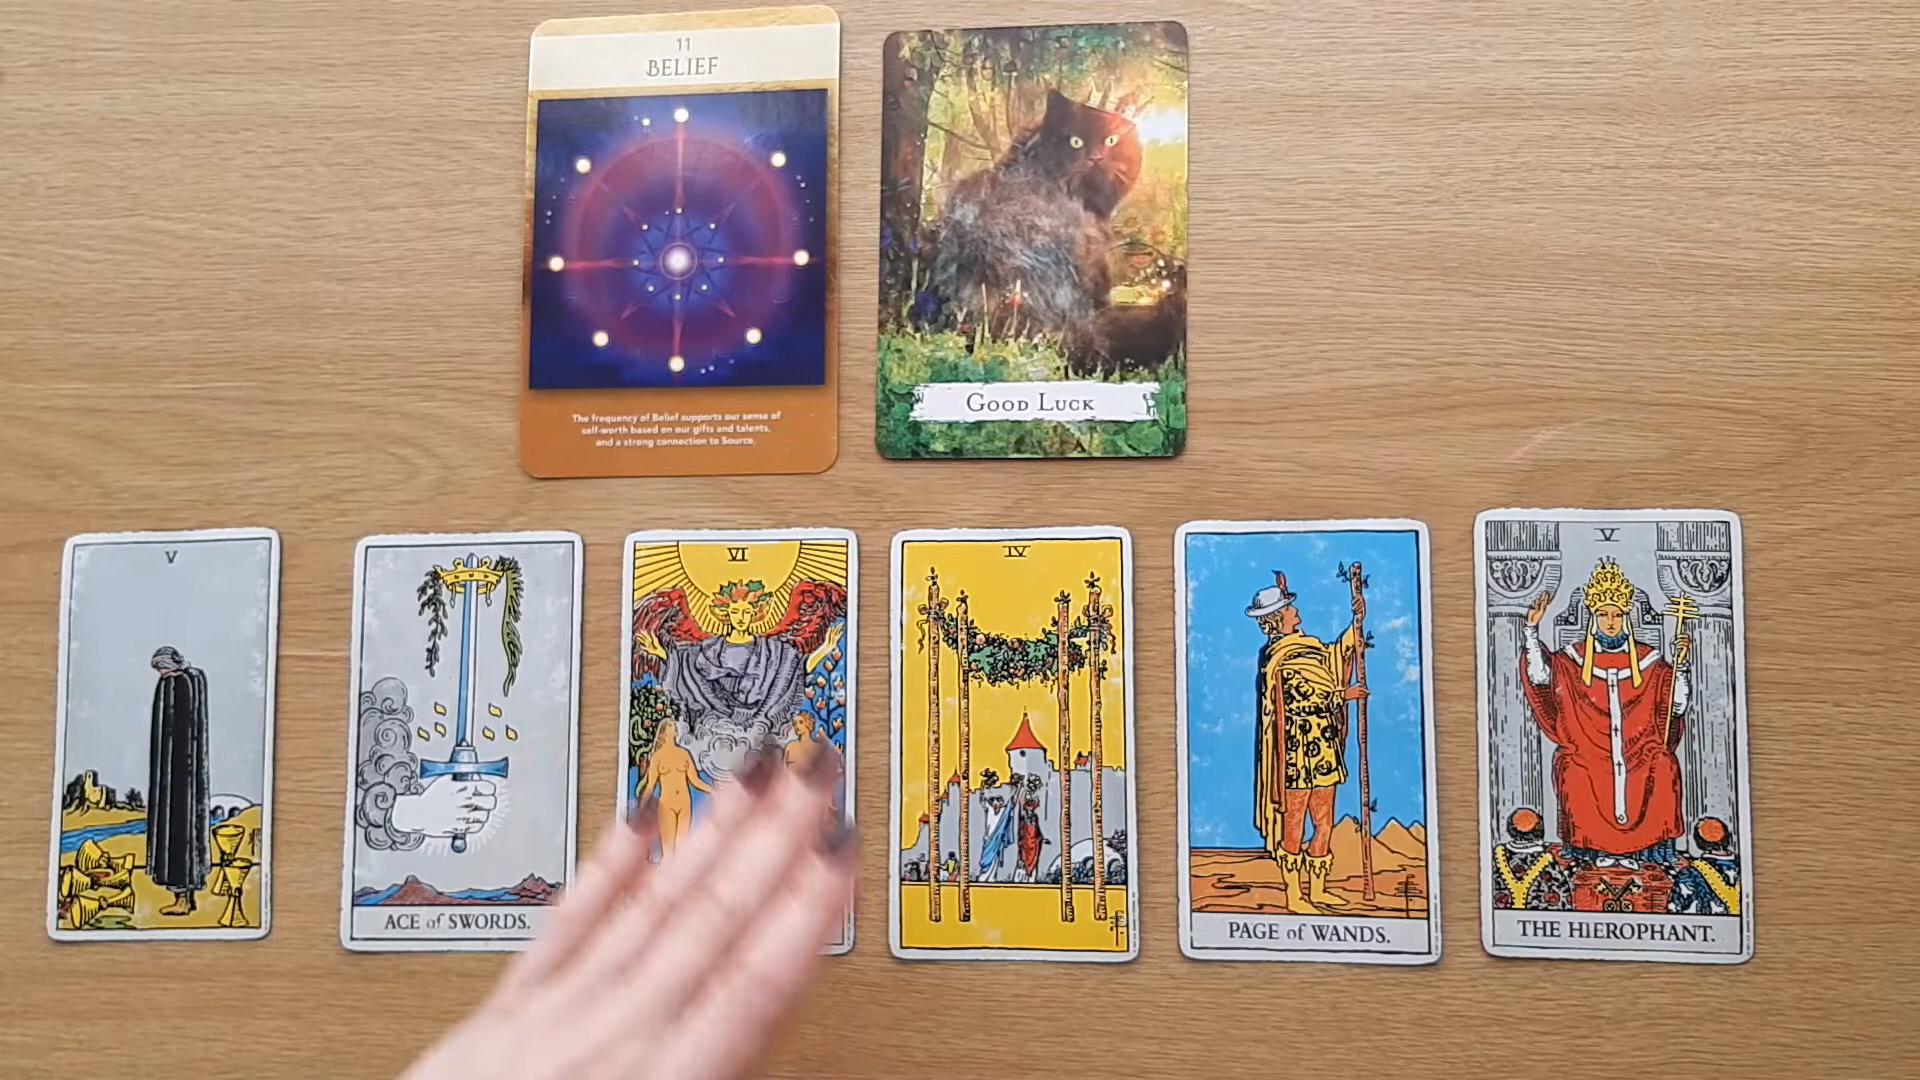 11
BELIEF
The frequency of Belief supports our sense of
self-worth based on our gifts and talents,
and a strong connection to Source.
GOOD LUCK
V
ACE of SWORDS.
VI
IV
PAGE of WANDS.
V
THE HIEROPHANT.